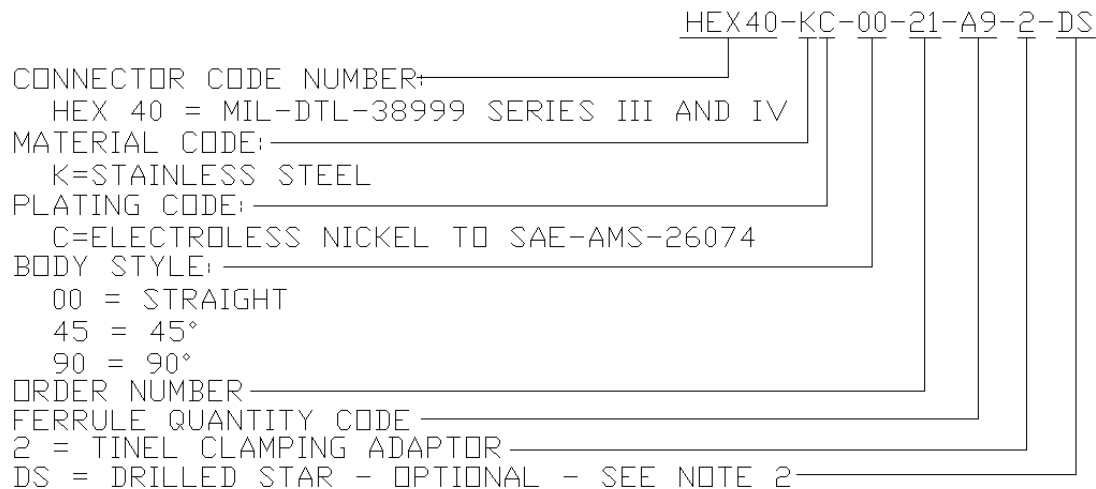 HEX40-KC-00-21-A9-2-DS
CONNECTOR CODE NUMBER:
HEX 40 = MIL-DTL-38999 SERIES III AND IV
MATERIAL CODE:
K=STAINLESS STEEL
PLATING CODE:
C=ELECTROLESS NICKEL TO SAE-AMS-26074
BODY STYLE:
00 = STRAIGHT
45 = 45°
90 = 90°
ORDER NUMBER
FERRULE QUANTITY CODE
2 = TINEL CLAMPING ADAPTOR
DS = DRILLED STAR - OPTIONAL - SEE NOTE 2